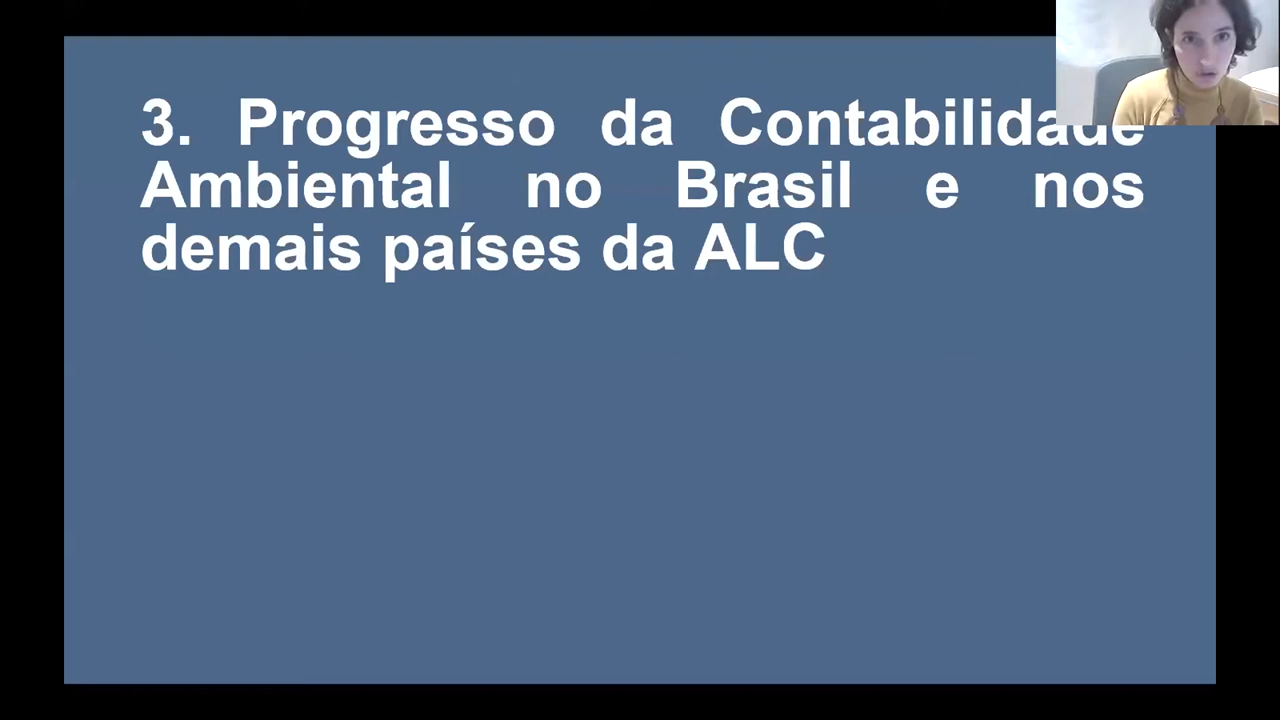 3. Progresso da Contabilidade
Ambiental no Brasil e nos
demais países da ALC